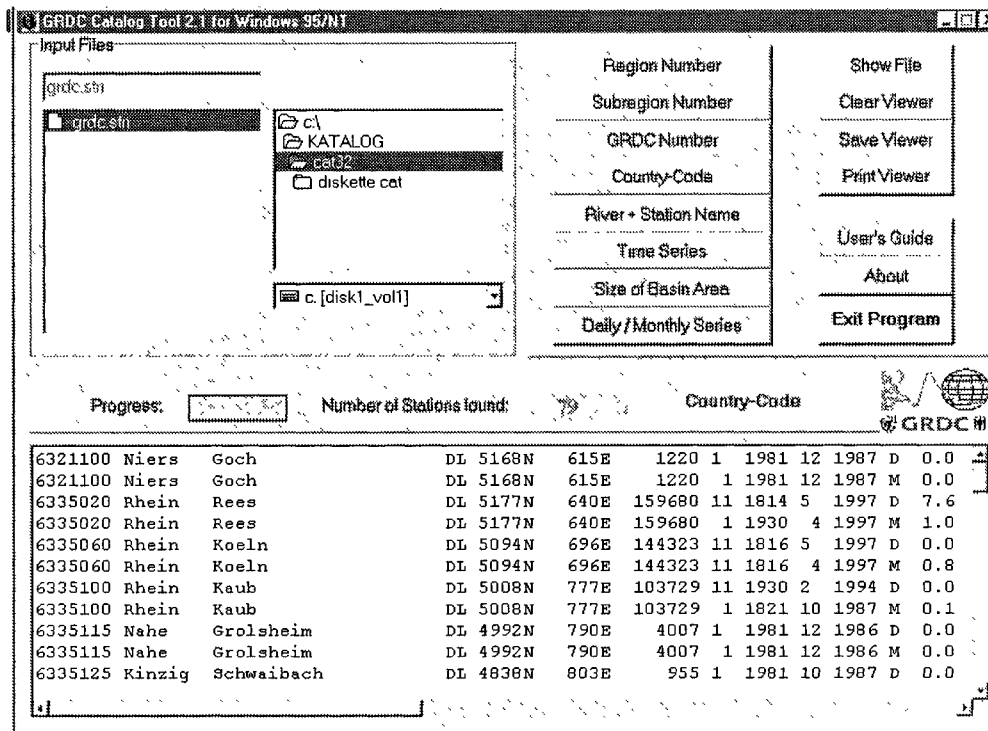 GRDC Catalog Tool 2.1 for Windows 95/NT
Input Files
grdc.stn
grdc.stn
c:\
KATALOG
cat32
diskette cat
c. [disk1_vol1]
Region Number
Subregion Number
GRDC Number
Country-Code
River + Station Name
Time Series
Size of Basin Area
Daily / Monthly Series
Show File
Clear Viewer
Save Viewer
Print Viewer
User's Guide
About
Exit Program
Progress:
Number of Stations found:
79
Country-Code
GRDC
6321100 Niers Goch DL 5168N 615E 1220 1 1981 12 1987 D 0.0
6321100 Niers Goch DL 5168N 615E 1220 1 1981 12 1987 M 0.0
6335020 Rhein Rees DL 5177N 640E 159680 11 1814 5 1997 D 7.6
6335020 Rhein Rees DL 5177N 640E 159680 1 1930 4 1997 M 1.0
6335060 Rhein Koeln DL 5094N 696E 144323 11 1816 5 1997 D 0.0
6335060 Rhein Koeln DL 5094N 696E 144323 11 1816 4 1997 M 0.8
6335100 Rhein Kaub DL 5008N 777E 103729 11 1930 2 1994 D 0.0
6335100 Rhein Kaub DL 5008N 777E 103729 1 1821 10 1987 M 0.1
6335115 Nahe Grolsheim DL 4992N 790E 4007 1 1981 12 1986 D 0.0
6335115 Nahe Grolsheim DL 4992N 790E 4007 1 1981 12 1986 M 0.0
6335125 Kinzig Schwaibach DL 4838N 803E 955 1 1981 10 1987 D 0.0